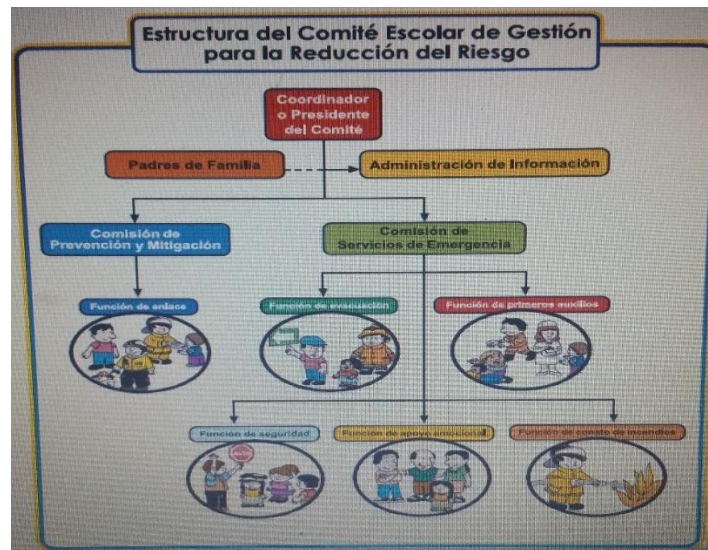 Estructura del Comité Escolar de Gestión
para la Reducción del Riesgo
Coordinador
o Presidente
del Comité
Padres de Familia
Administración de Información
Comisión de
Prevención y Mitigación
Comisión de
Servicios de Emergencia
Función de enlace
Función de evacuación
Función de primeros auxilios
Función de seguridad
Función de apoyo emocional
Función de conato de incendios
ALTO